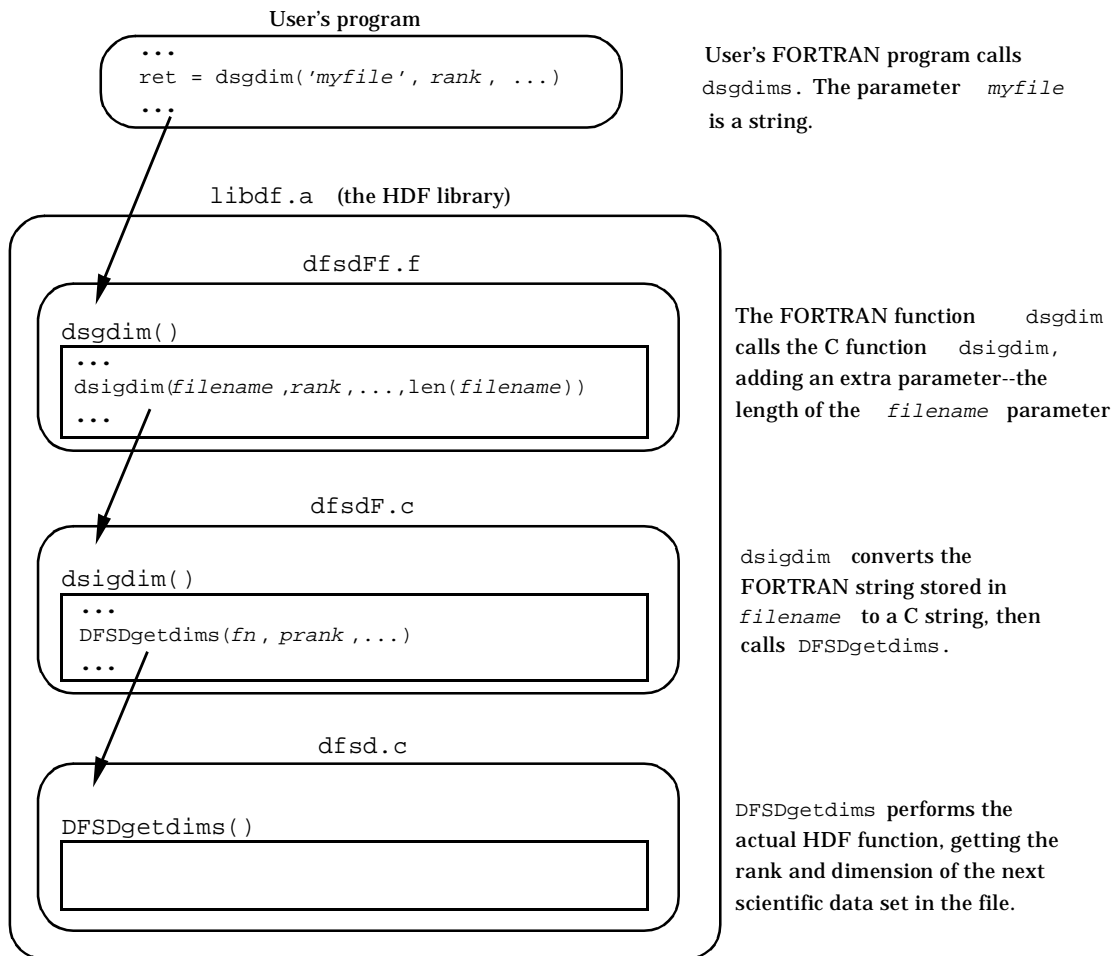 User's program
...
ret = dsgdim('myfile', rank, ...)
...
User's FORTRAN program calls
dsgdims. The parameter myfile
is a string.
libdf.a (the HDF library)
dfsdFf.f
dsgdim()
...
dsigdim(filename,rank,...,len(filename))
...
The FORTRAN function dsgdim
calls the C function dsigdim,
adding an extra parameter--the
length of the filename parameter
dfsdF.c
dsigdim()
...
DFSDgetdims(fn, prank,...)
...
dsigdim converts the
FORTRAN string stored in
filename to a C string, then
calls DFSDgetdims.
dfsd.c
DFSDgetdims()
DFSDgetdims performs the
actual HDF function, getting the
rank and dimension of the next
scientific data set in the file.